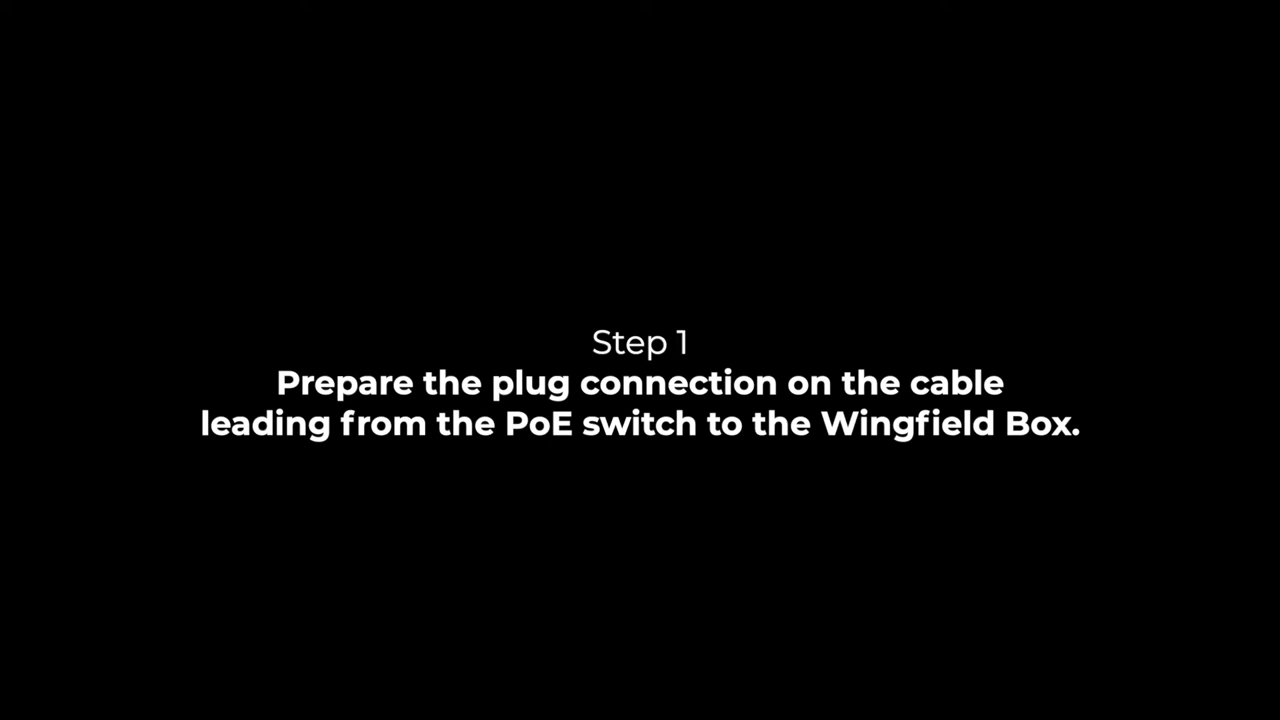 Step 1
Prepare the plug connection on the cable
leading from the PoE switch to the Wingfield Box.